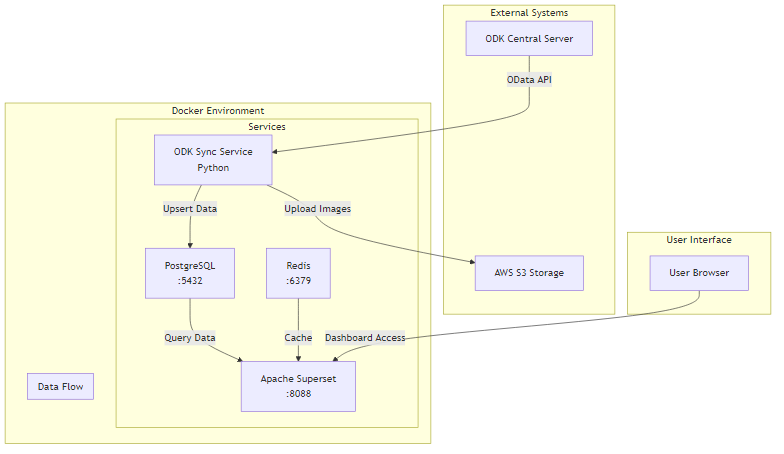 External Systems
ODK Central Server
OData API
Docker Environment
Services
ODK Sync Service
Python
Upsert Data
Upload Images
PostgreSQL
:5432
Redis
:6379
AWS S3 Storage
User Interface
User Browser
Query Data
Cache
Dashboard Access
Apache Superset
:8088
Data Flow